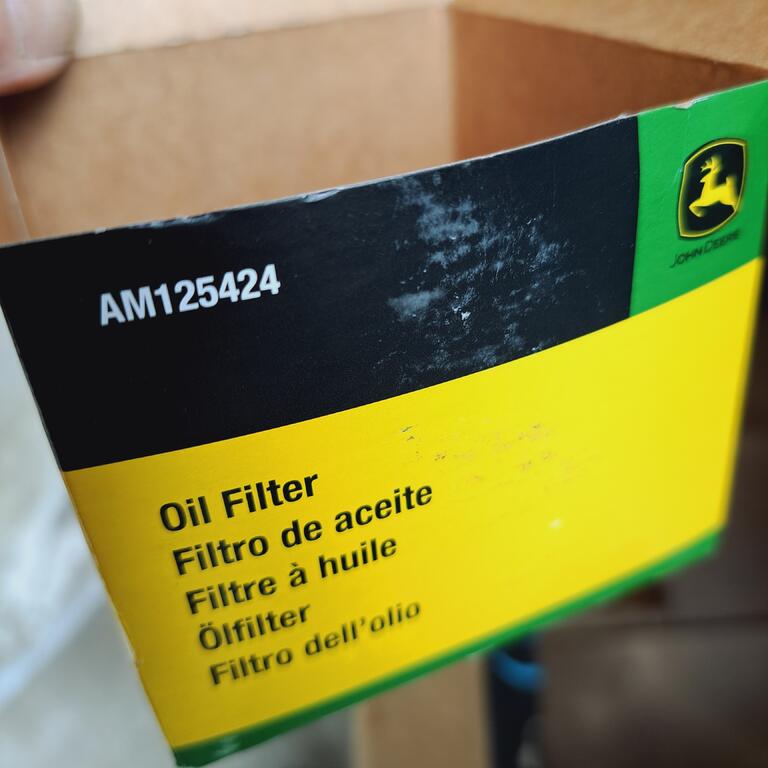 AM125424
JOHN DEERE
Oil Filter
Filtro de aceite
Filtre à huile
Ölfilter
Filtro dell'olio